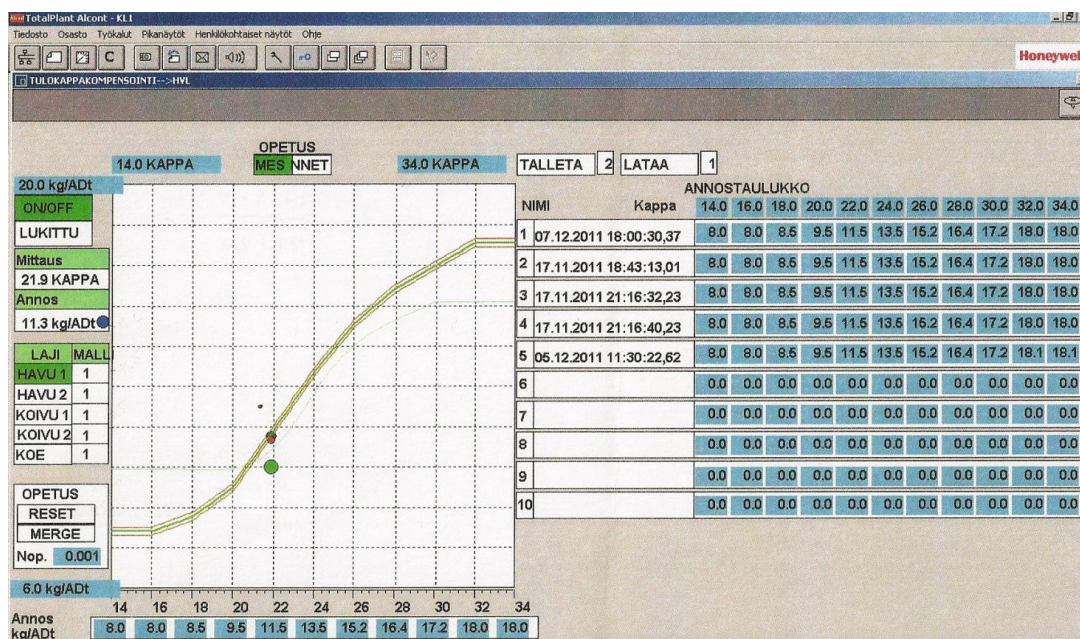 TotalPlant Alcont - KL1
Tiedosto Osasto Työkalut Pikanäytöt Henkilökohtaiset näytöt Ohje
C
Honeywell
TULOKAPPAKOMPENSOINTI-->HVL
OPETUS
14.0 KAPPA MES NNET 34.0 KAPPA TALLETA 2 LATAA 1
20.0 kg/ADt
ON/OFF
LUKITTU
Mittaus
21.9 KAPPA
Annos
11.3 kg/ADt
LAJI MALLI
HAVU 1 1
HAVU 2 1
KOIVU 1 1
KOIVU 2 1
KOE 1
OPETUS
RESET
MERGE
Nop. 0.001
6.0 kg/ADt
14 16 18 20 22 24 26 28 30 32 34
Annos
kg/ADt 8.0 8.0 8.5 9.5 11.5 13.5 15.2 16.4 17.2 18.0 18.0
ANNOSTAULUKKO
NIMI Kappa 14.0 16.0 18.0 20.0 22.0 24.0 26.0 28.0 30.0 32.0 34.0
1 07.12.2011 18:00:30,37 8.0 8.0 8.5 9.5 11.5 13.5 15.2 16.4 17.2 18.0 18.0
2 17.11.2011 18:43:13,01 8.0 8.0 8.5 9.5 11.5 13.5 15.2 16.4 17.2 18.0 18.0
3 17.11.2011 21:16:32,23 8.0 8.0 8.5 9.5 11.5 13.5 15.2 16.4 17.2 18.0 18.0
4 17.11.2011 21:16:40,23 8.0 8.0 8.5 9.5 11.5 13.5 15.2 16.4 17.2 18.0 18.0
5 05.12.2011 11:30:22,62 8.0 8.0 8.5 9.5 11.5 13.5 15.2 16.4 17.2 18.1 18.1
6 0.0 0.0 0.0 0.0 0.0 0.0 0.0 0.0 0.0 0.0 0.0
7 0.0 0.0 0.0 0.0 0.0 0.0 0.0 0.0 0.0 0.0 0.0
8 0.0 0.0 0.0 0.0 0.0 0.0 0.0 0.0 0.0 0.0 0.0
9 0.0 0.0 0.0 0.0 0.0 0.0 0.0 0.0 0.0 0.0 0.0
10 0.0 0.0 0.0 0.0 0.0 0.0 0.0 0.0 0.0 0.0 0.0